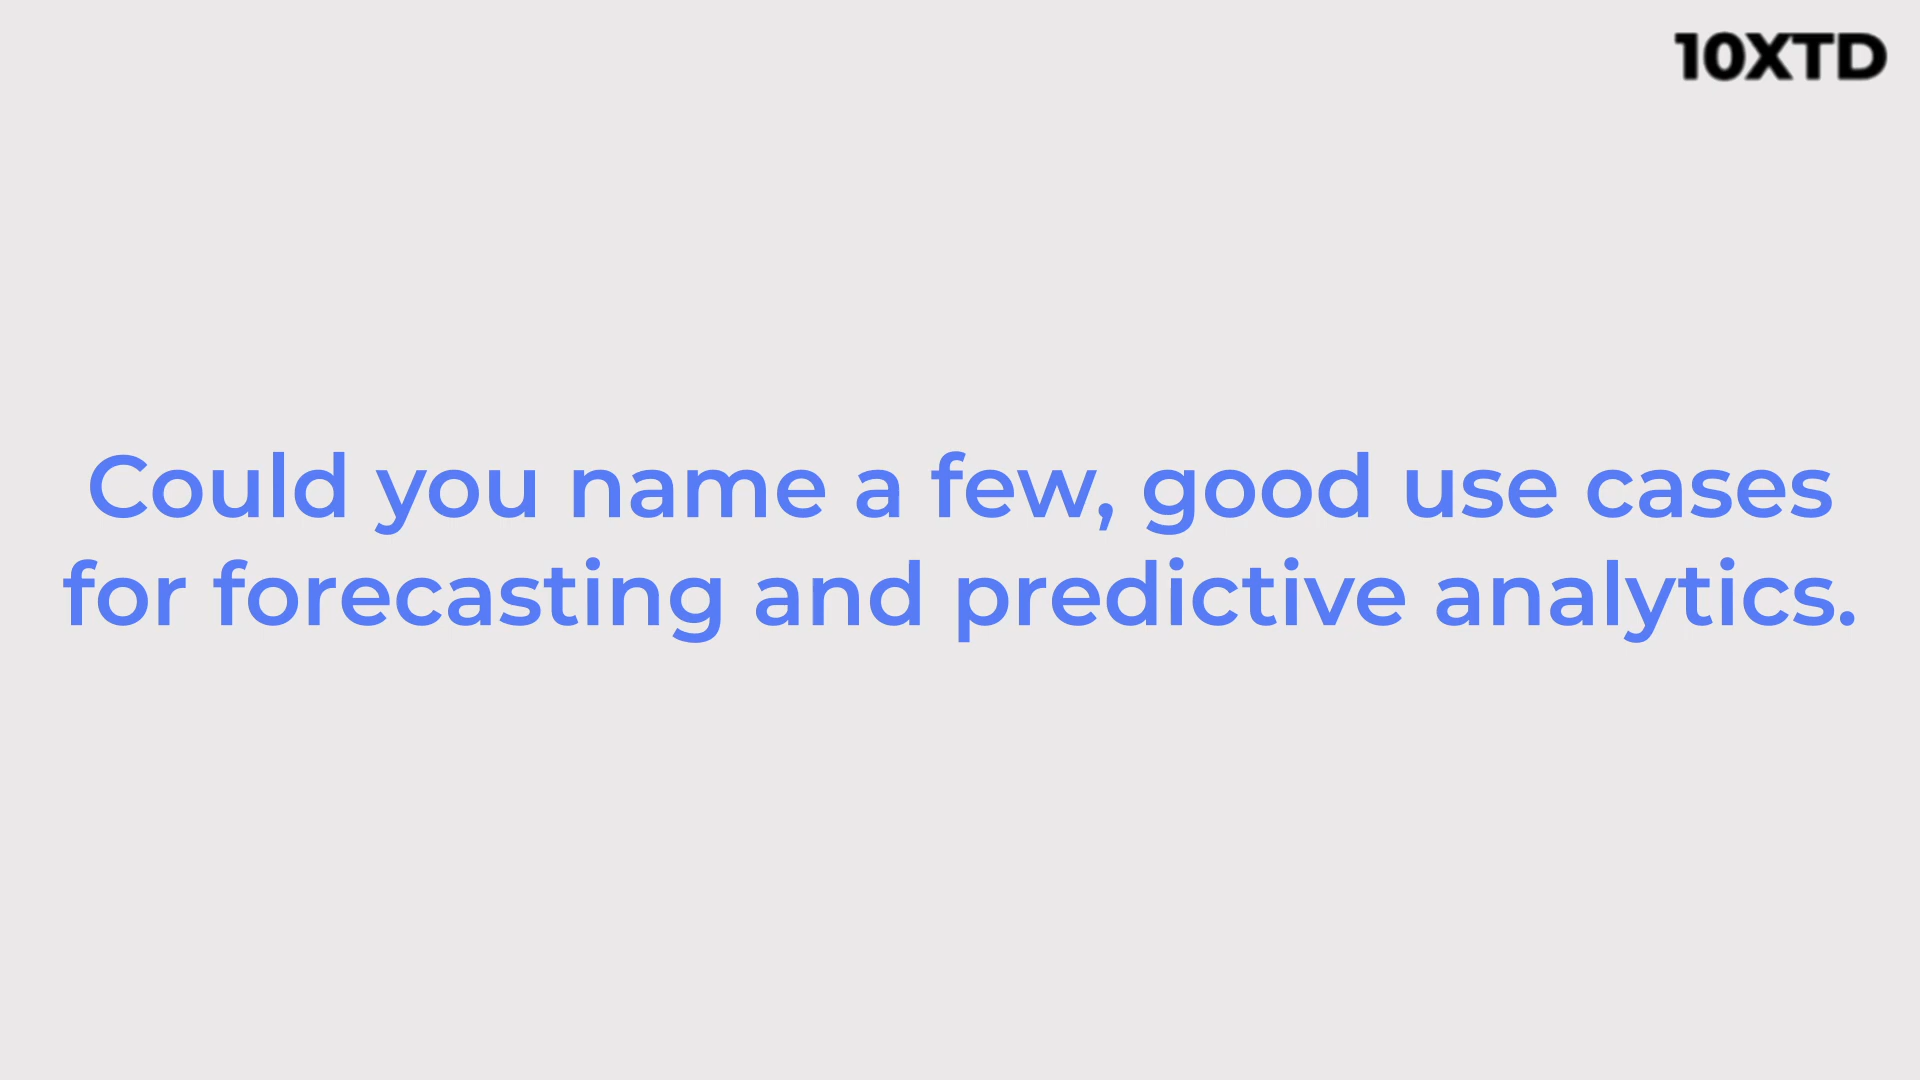 10XTD
Could you name a few, good use cases
for forecasting and predictive analytics.